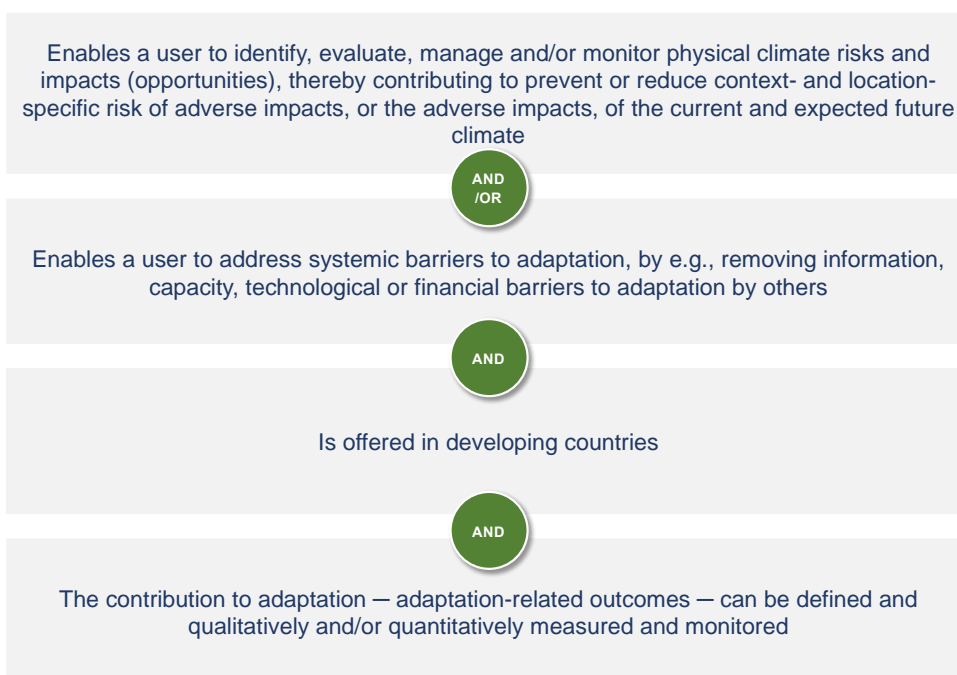 Enables a user to identify, evaluate, manage and/or monitor physical climate risks and
impacts (opportunities), thereby contributing to prevent or reduce context- and location-
specific risk of adverse impacts, or the adverse impacts, of the current and expected future
climate
AND
/OR
Enables a user to address systemic barriers to adaptation, by e.g., removing information,
capacity, technological or financial barriers to adaptation by others
AND
Is offered in developing countries
AND
The contribution to adaptation — adaptation-related outcomes — can be defined and
qualitatively and/or quantitatively measured and monitored